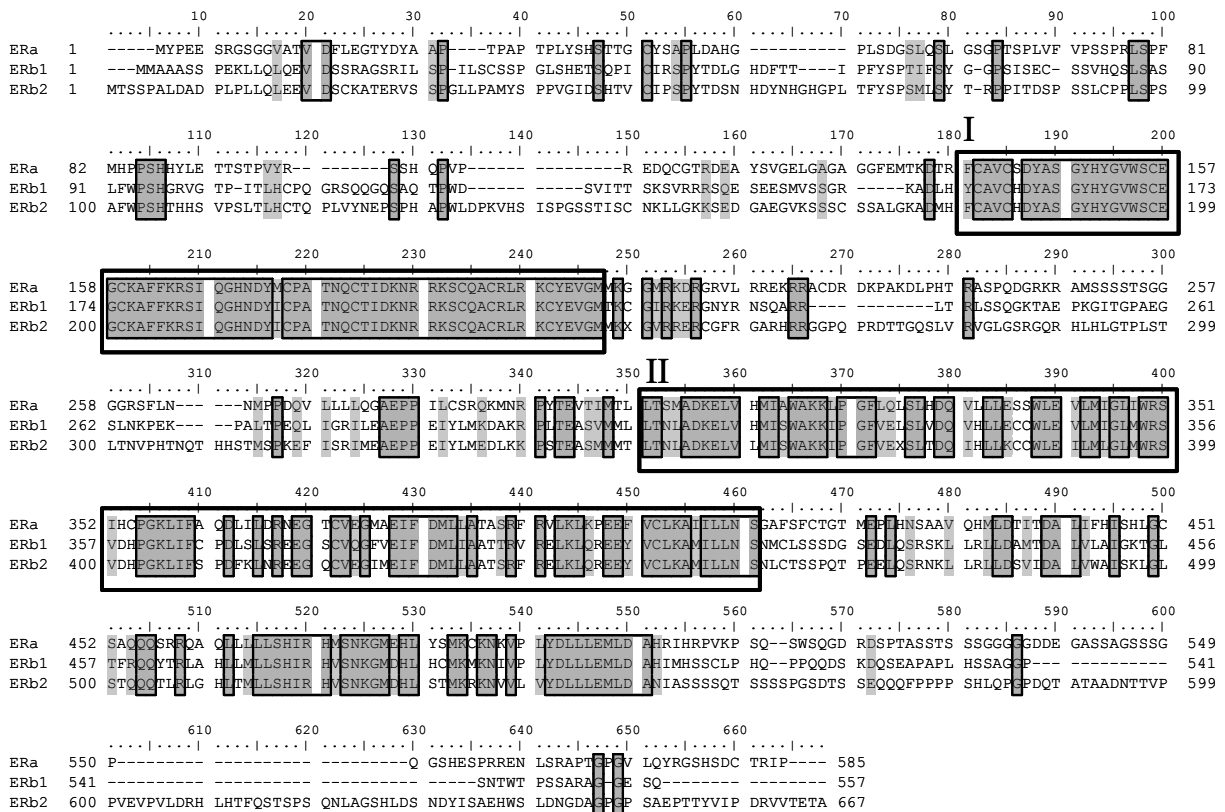 10 20 30 40 50 60 70 80 90 100
ERa 1 -----MYPEE SRGSGGVATV DFLEGTYDYA AP---TPAP TPLYSHSTTG CYSAPLDAHG ---------- PLSDGSLQSL GSGPTSPLVF VPSSPRLSPF 81
ERb1 1 ----MMAAASS PEKLLQLQEV DSSRAGSRIL SP-ILSCSSP GLSHETSQPI CIRSPYTDLG HDFTT----I PFYSPTIFSY G-GPSISEC- SSVHQSLSAS 90
ERb2 1 MTSSPALDAD PLPLLQLEEV DSCKATERVS SPGLLPAMYS PPVGIDSHTV CIPSPYTDSN HDYNHGHGPL TFYSPSMLSY T-RPPITDSP SSLCPPLSPS 99
110 120 130 140 150 160 170 180 I 190 200
ERa 82 MHPPSHHYLE TTSTPVYR-- --------SSH QPVP------ ----------R EDQCGTRDEA YSVGELGAGA GGFEMTKDTR FCAVCSDYAS GYHYGVWSCE 157
ERb1 91 LFWPSHGRVG TP-ITLHCPQ GRSQQGQSAQ TPWD------ ----SVITT SKSVRRRSQE SEESMVSSGR -----KADLH YCAVCHDYAS GYHYGVWSCE 173
ERb2 100 AFWPSHTHHS VPSLTLHCTQ PLVYNEPSPH APWLDPKVHS ISPGSSTISC NKLLGKKSED GAEGVKSSSC SSALGKADMH FCAVCHDYAS GYHYGVWSCE 199
210 220 230 240 250 260 270 280 290 300
ERa 158 GCKAFFKRSI QGHNDYMCPA TNQCTIDKNR RKSCQACRLR KCYEVGMMKG GMRKDRGRVL RREKRRACDR DKPAKDLPHT RASPQDGRKR AMSSSSTSGG 257
ERb1 174 GCKAFFKRSI QGHNDYICPA TNQCTIDKNR RKSCQACRLR KCYEVGMTKC GMRKERGNYR NSQARR---- --------LT RLSSQGKTAE PKGITGPAEG 261
ERb2 200 GCKAFFKRSI QGHNDYICPA TNQCTIDKNR RKSCQACRLR KCYEVGMMKX GVRRERCGFR GARHRRGGPQ PRDTTGQSLV RVGLGSRGQR HLHLGTPLST 299
310 320 330 340 350 II 360 370 380 390 400
ERa 258 GGRSFLN--- ----NMPPDQV LLLLQGAEPP ILCSRQKMNR PYTEVTIMTL LTSMADKELV HMIAWAKKLP GFLQLSLHDQ VLLLESSWLE VLMIGLIWRS 351
ERb1 262 SLNKPEK--- --PALTPEQL IGRILEAEPP EIYLMKDAKR PLTEASVMML LTNLADKELV HMISWAKKIP GFVELSLVDQ VHLLECCWLE VLMIGLMWRS 356
ERb2 300 LTNVPHTNQT HHSTMSPKEF ISRIMEAEPP EIYLMEDLKK PSTEASMMMT LTNLADKELV LMISWAKKIP GFVEXSLTDQ IHLLKCCWLE ILMLGLMWRS 399
410 420 430 440 450 460 470 480 490 500
ERa 352 IHCPGKLIFA QDLILDRNEG TCVEGMAEIF DMLLATASRF RVLKLKPEEF VCLKAIILLN SGAFSFCTGT MEPLHNSAAV QHMLDTITDA LIFHISHLGC 451
ERb1 357 VDHPGKLIFC PDLSLSREEG SCVQGFVEIF DMLIAATTRV RELKLQREEY VCLKAMILLN SNMCLSSSDG SEDLQSRSKL LRLLDAMTDA LVLAIGKTGL 456
ERb2 400 VDHPGKLIFS PDFKLNREEG QCVEGIMEIF DMLLAATSRF RELKLQREEY VCLKAMILLN SNLCTSSPQT PEELQSRNKL LRLLDSVIDA LVWAISKLGL 499
510 520 530 540 550 560 570 580 590 600
ERa 452 SAQQQSRRQA QLLLLLSHIR HMSNKGMEHL YSMKCKNKVP LYDLLLEMLD AHRIHRPVKP SQ--SWSQGD RDSPTASSTS SSGGGGGDDE GASSAGSSSG 549
ERb1 457 TFRQQYTRLA HLLMLLSHIR HVSNKGMDHL HCMKMKNIVP LYDLLLEMLD AHIMHSSCLP HQ--PPQQDS KDQSEAPAPL HSSAGGP--- ---------- 541
ERb2 500 STQQQTLRLG HLTMLLSHIR HVSNKGMDHL STMKRKNVVL VYDLLLEMLD ANIASSSSQT SSSSPGSDTSS SEQQQFPPPP SHLQPGPDQT ATAADNTTVP 599
610 620 630 640 650 660
ERa 550 P--------- ---------- ---------Q GSHESPRREN LSRAPTGPGV LQYRGSHSDC TRIP---- 585
ERb1 541 ---------- ---------- ---------- -----SNTWT PSSARAG-GE SQ-------- -------- 557
ERb2 600 PVEVPVLDRH LHTFQSTSPS QNLAGSHLDS NDYISAEHWS LDNGDAGPGP SAEPTTYVIP DRVVTETA 667